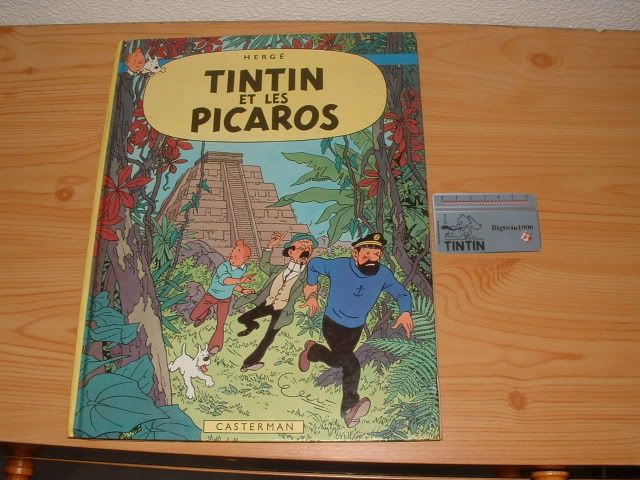 HERGÉ
TINTIN
ET LES
PICAROS
CASTERMAN
TINTIN
Bigtwin1000